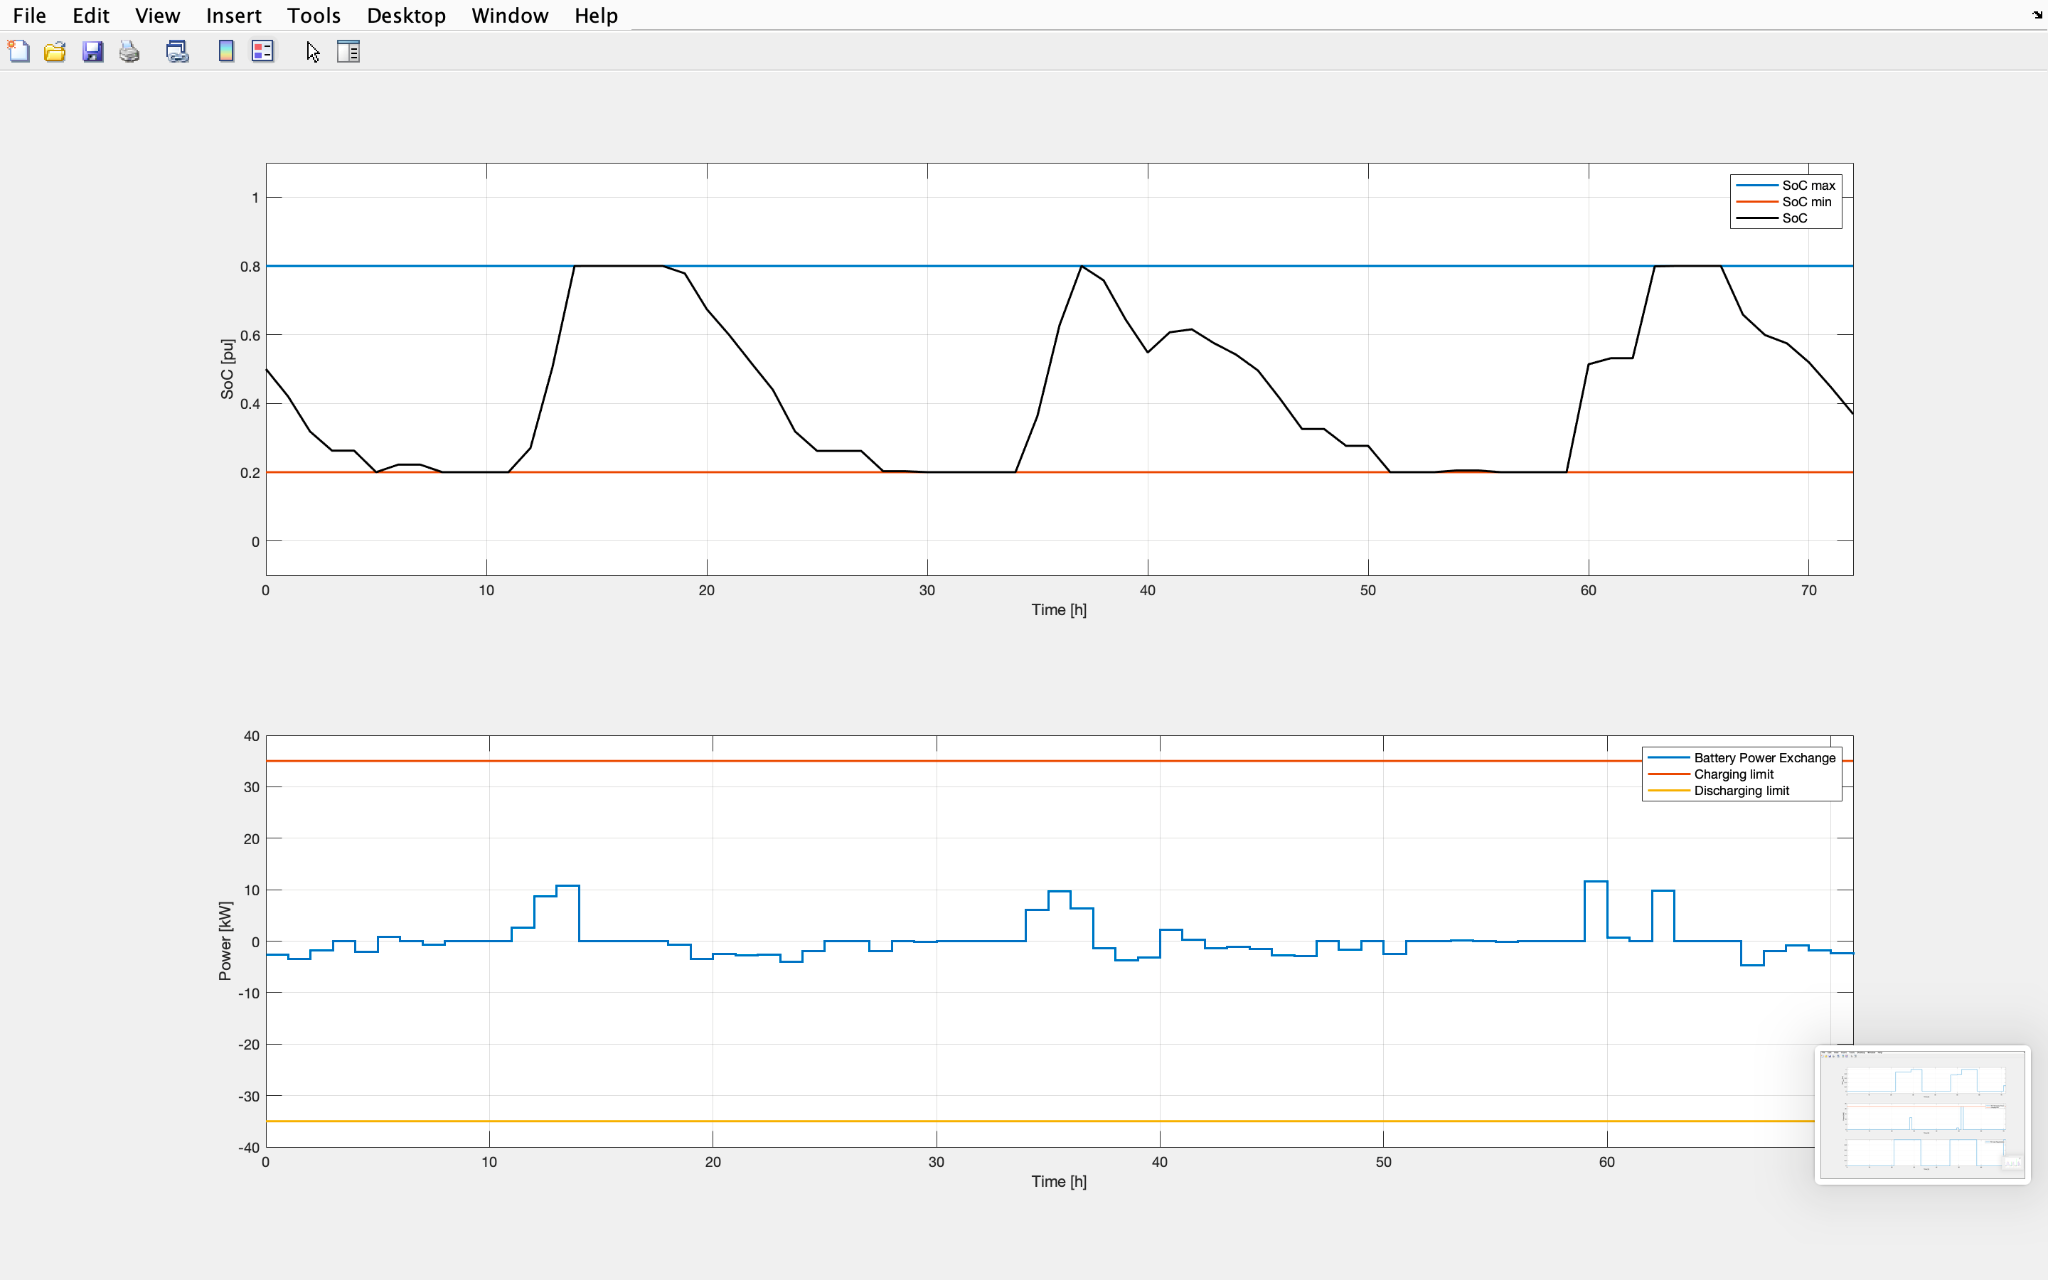 File Edit View Insert Tools Desktop Window Help
SoC max
SoC min
SoC
1
0.8
0.6
0.4
0.2
0
SoC [pu]
0 10 20 30 40 50 60 70
Time [h]
Battery Power Exchange
Charging limit
Discharging limit
40
30
20
10
0
-10
-20
-30
-40
Power [kW]
0 10 20 30 40 50 60
Time [h]